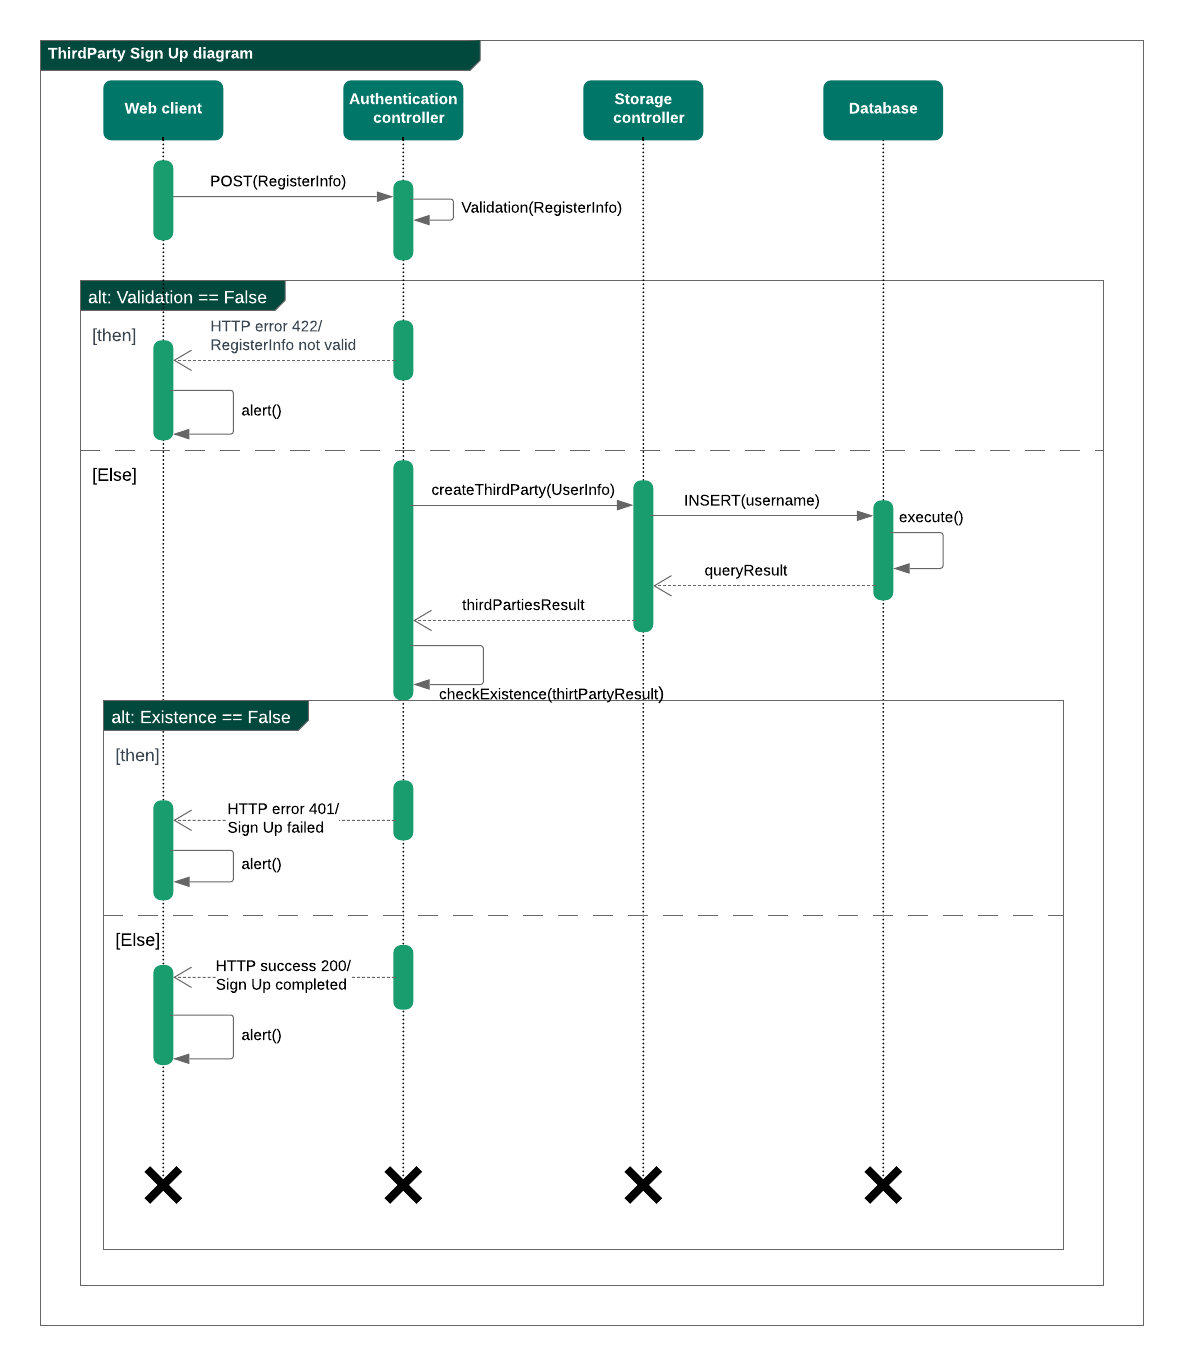 ThirdParty Sign Up diagram
Web client
Authentication
controller
Storage
controller
Database
POST(RegisterInfo)
Validation(RegisterInfo)
alt: Validation == False
[then]
HTTP error 422/
RegisterInfo not valid
alert()
[Else]
createThirdParty(UserInfo)
INSERT(username)
execute()
queryResult
thirdPartiesResult
checkExistence(thirtPartyResult)
alt: Existence == False
[then]
HTTP error 401/
Sign Up failed
alert()
[Else]
HTTP success 200/
Sign Up completed
alert()